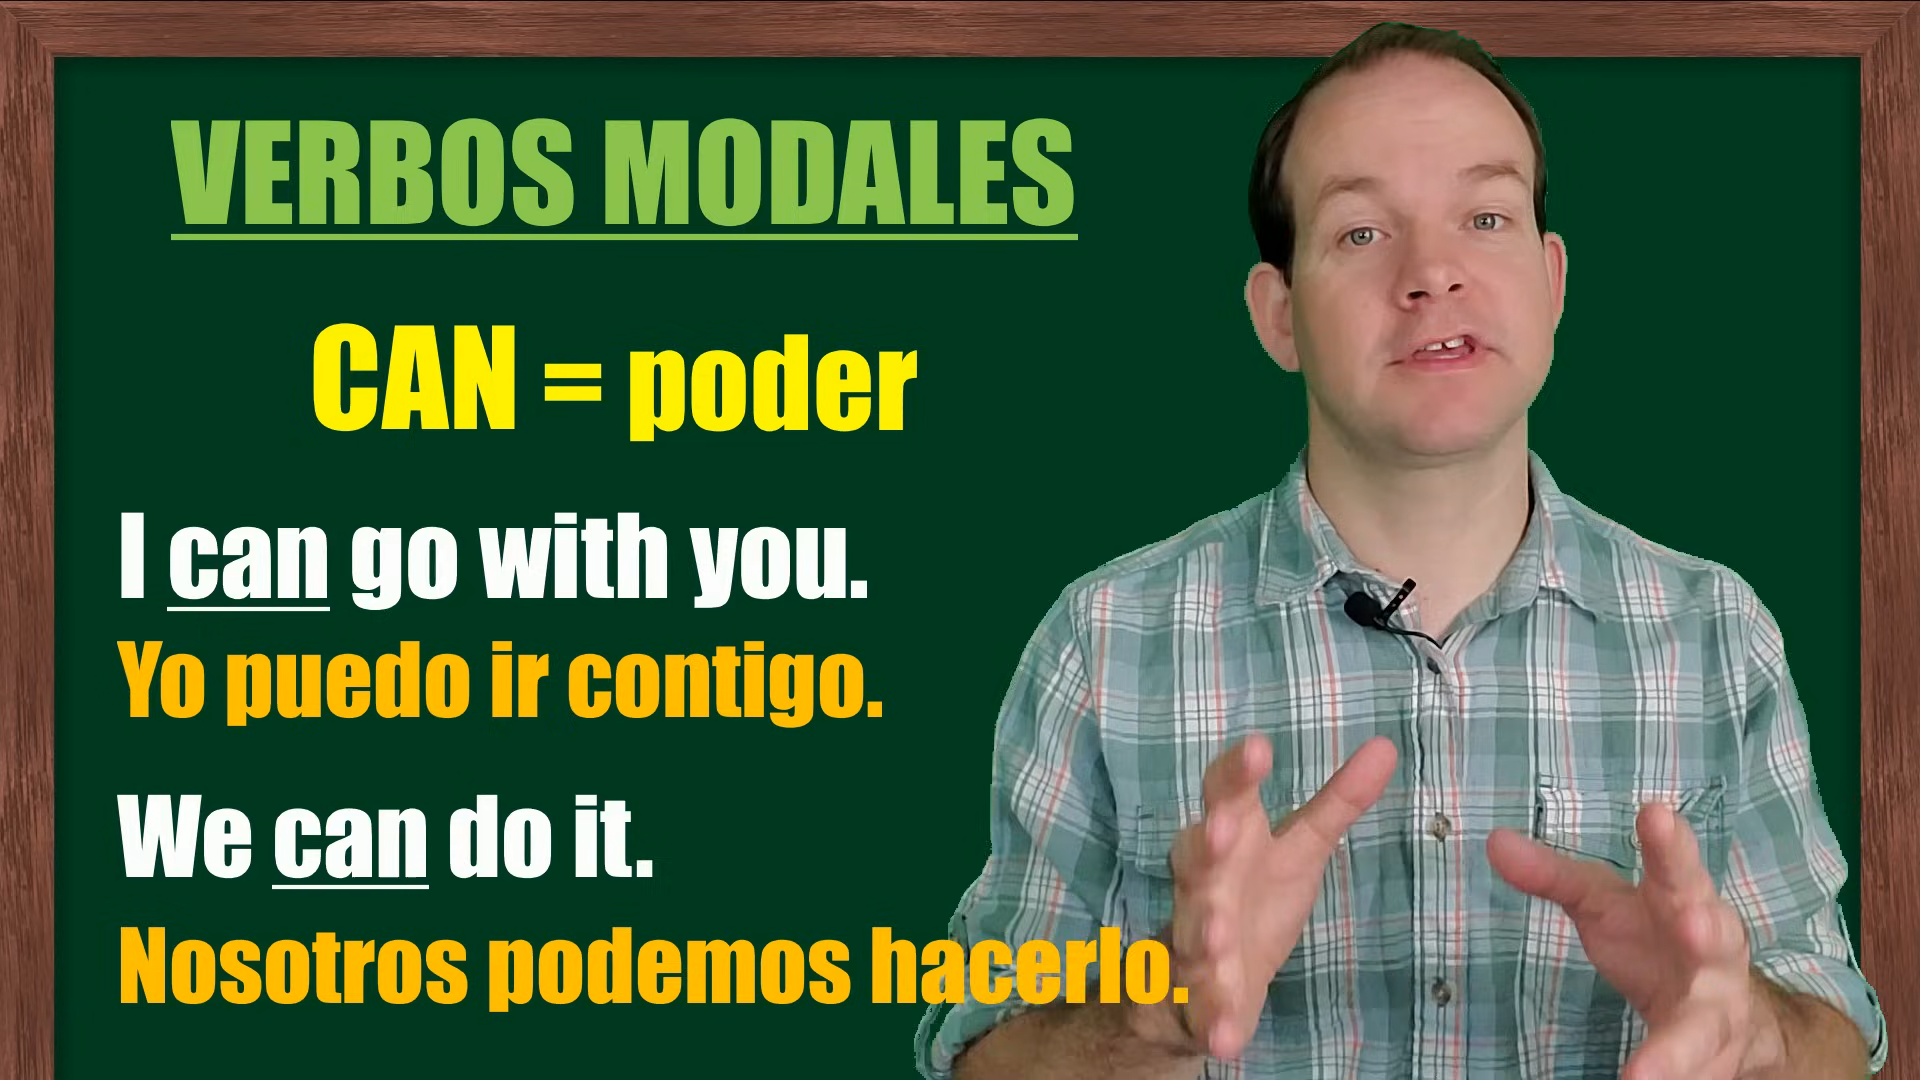 VERBOS MODALES
CAN = poder
I can go with you.
Yo puedo ir contigo.
We can do it.
Nosotros podemos hacerlo.